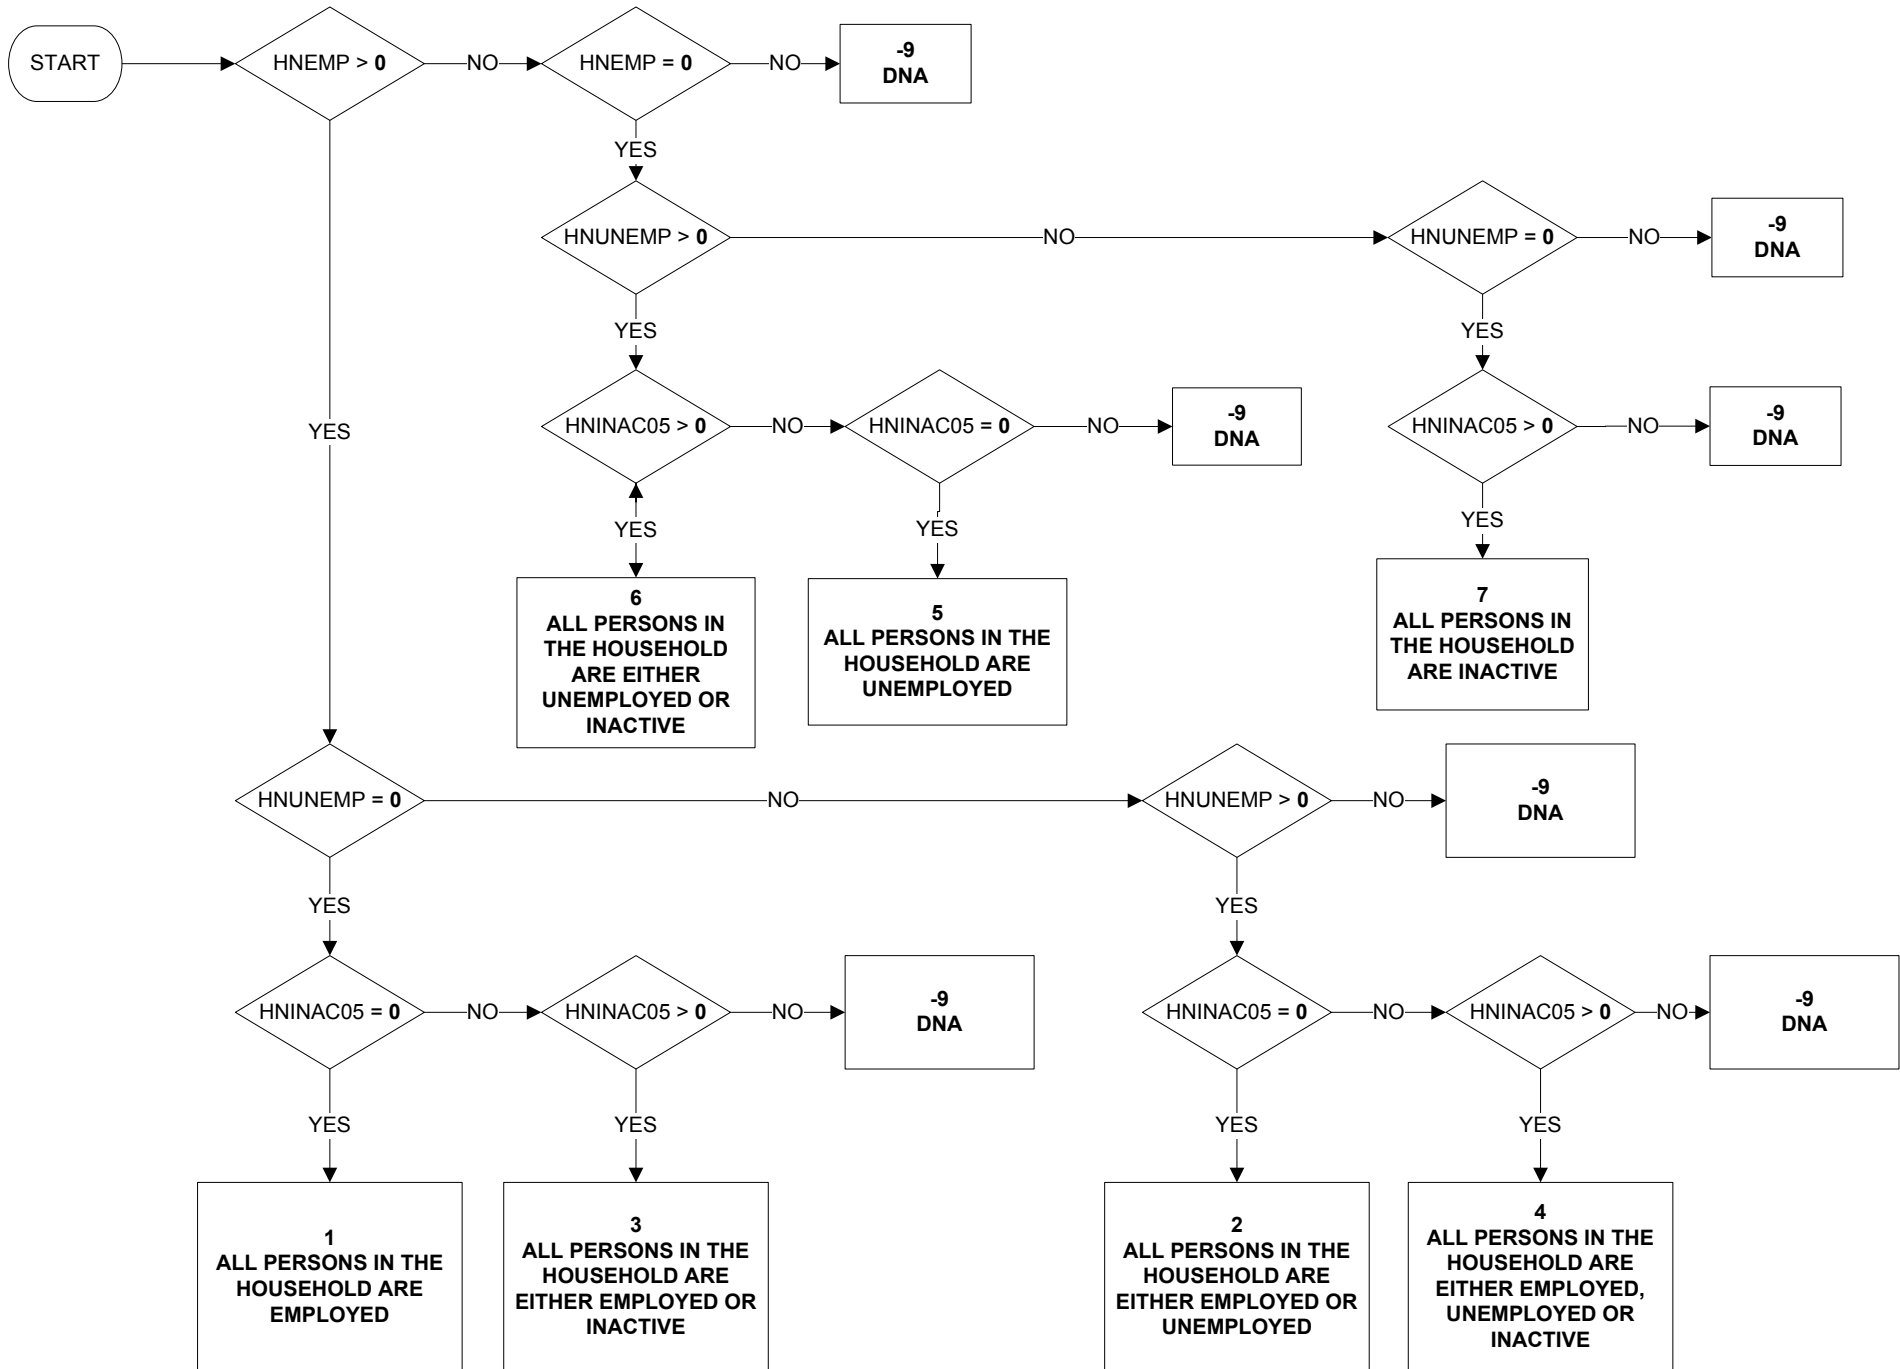 START
HNEMP > 0
NO
HNEMP = 0
NO
-9
DNA
YES
HNUNEMP > 0
NO
HNUNEMP = 0
NO
-9
DNA
YES
YES
YES
HNINAC05 > 0
NO
HNINAC05 = 0
NO
-9
DNA
HNINAC05 > 0
NO
-9
DNA
YES
YES
YES
6
ALL PERSONS IN
THE HOUSEHOLD
ARE EITHER
UNEMPLOYED OR
INACTIVE
5
ALL PERSONS IN THE
HOUSEHOLD ARE
UNEMPLOYED
7
ALL PERSONS IN
THE HOUSEHOLD
ARE INACTIVE
HNUNEMP = 0
NO
HNUNEMP > 0
NO
-9
DNA
YES
YES
HNINAC05 = 0
NO
HNINAC05 > 0
NO
-9
DNA
HNINAC05 = 0
NO
HNINAC05 > 0
NO
-9
DNA
YES
YES
YES
YES
1
ALL PERSONS IN THE
HOUSEHOLD ARE
EMPLOYED
3
ALL PERSONS IN THE
HOUSEHOLD ARE
EITHER EMPLOYED OR
INACTIVE
2
ALL PERSONS IN THE
HOUSEHOLD ARE
EITHER EMPLOYED OR
UNEMPLOYED
4
ALL PERSONS IN THE
HOUSEHOLD ARE
EITHER EMPLOYED,
UNEMPLOYED OR
INACTIVE